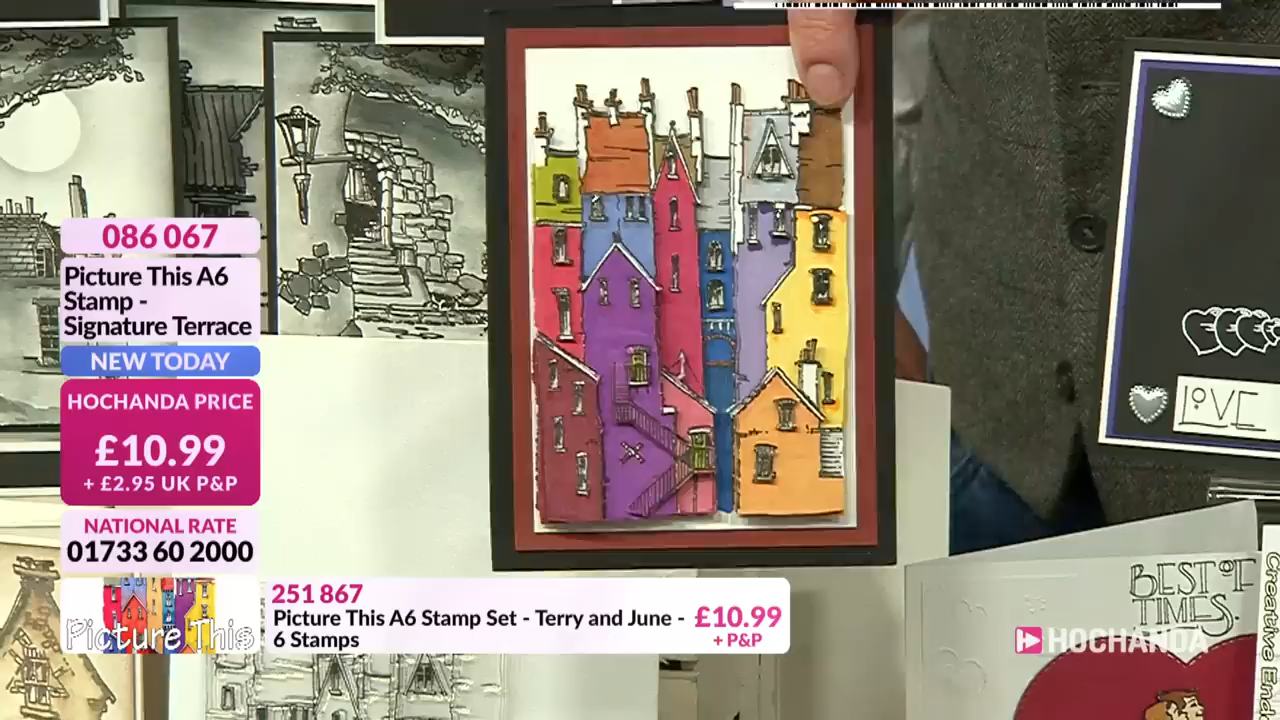 086 067
Picture This A6
Stamp -
Signature Terrace
NEW TODAY
HOCHANDA PRICE
£10.99
+ £2.95 UK P&P
NATIONAL RATE
01733 60 2000
Picture This
251 867
Picture This A6 Stamp Set - Terry and June -
6 Stamps
£10.99
+ P&P
LOVE
BEST OF
TIMES.
HOCHANDA
Creative End